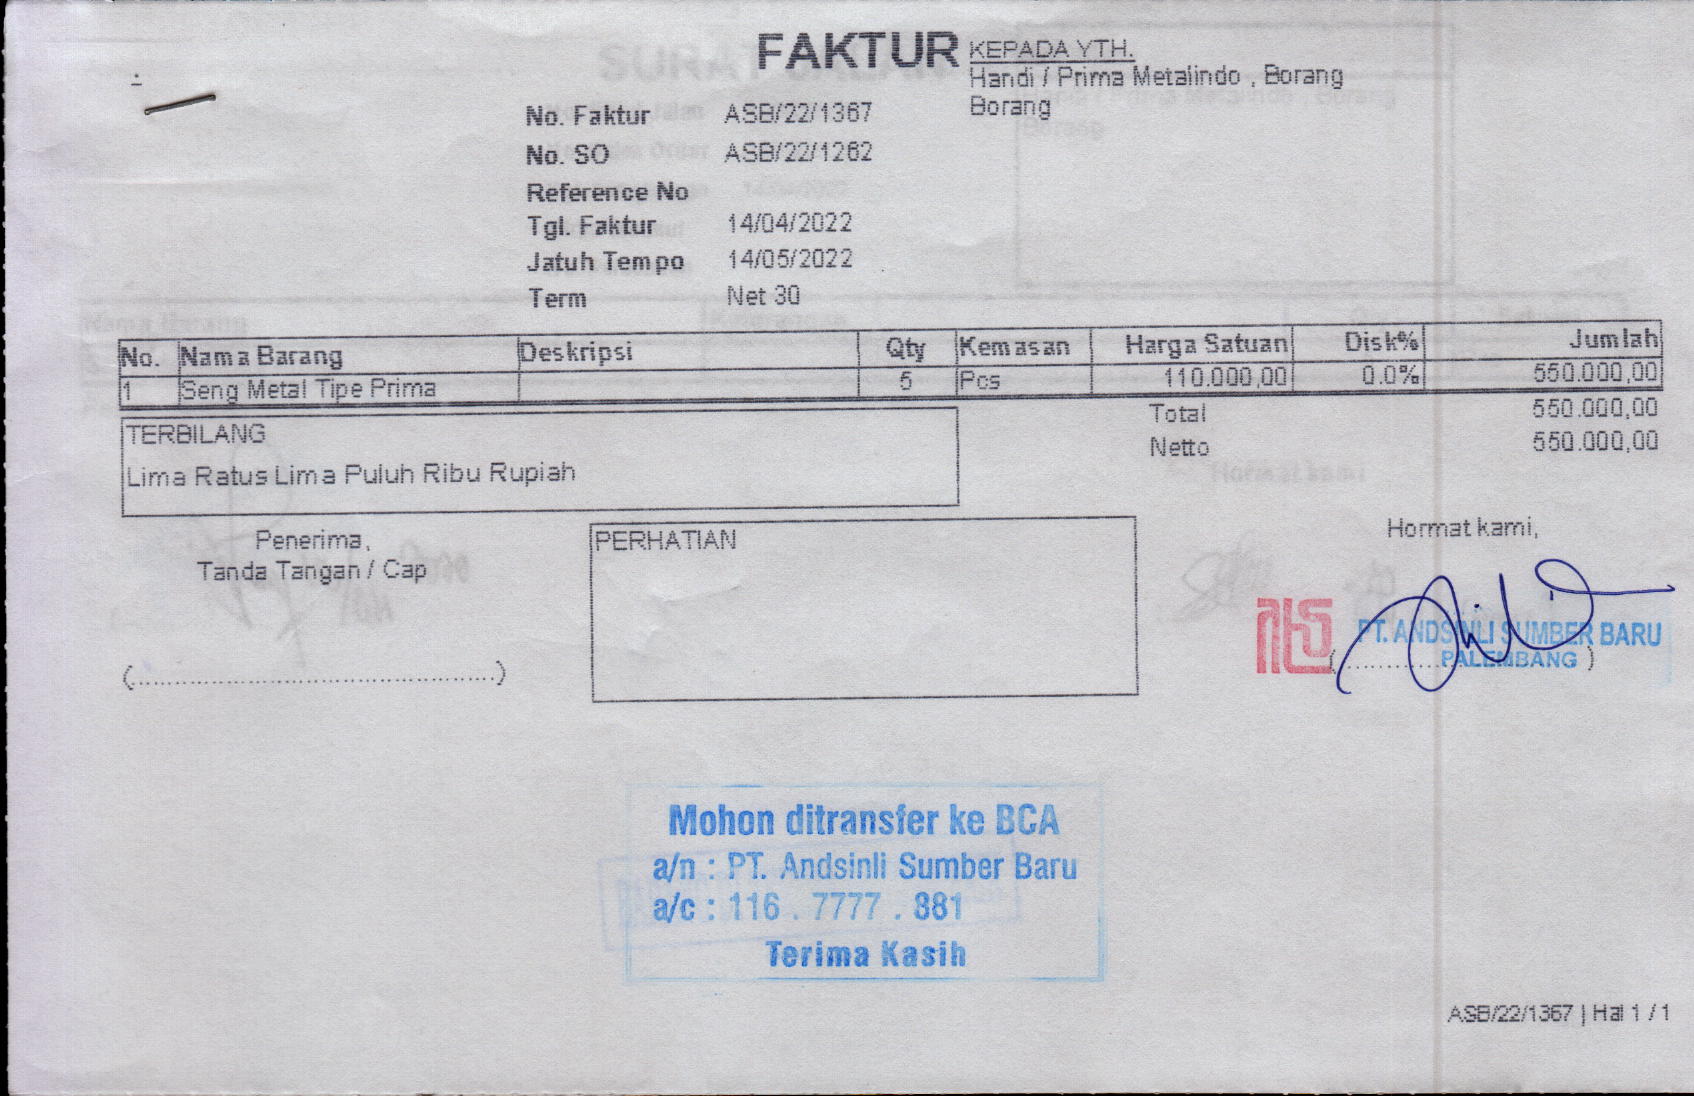 FAKTUR
KEPADA YTH.
Handi / Prima Metalindo , Borang
Borang
No. Faktur ASB/22/1367
No. SO ASB/22/1262
Reference No
Tgl. Faktur 14/04/2022
Jatuh Tempo 14/05/2022
Term Net 30
No. Nama Barang Deskripsi Qty Kemasan Harga Satuan Disk% Jumlah
1 Seng Metal Tipe Prima 5 Pcs 110.000,00 0.0% 550.000,00
Total 550.000,00
Netto 550.000,00
TERBILANG
Lima Ratus Lima Puluh Ribu Rupiah
Penerima,
Tanda Tangan / Cap
(...............................................)
PERHATIAN
Hormat kami,
PT. ANDSINLI SUMBER BARU
PALEMBANG
Mohon ditransfer ke BCA
a/n : PT. Andsinli Sumber Baru
a/c : 116 . 7777 . 881
Terima Kasih
ASB/22/1367 | Hal 1 / 1